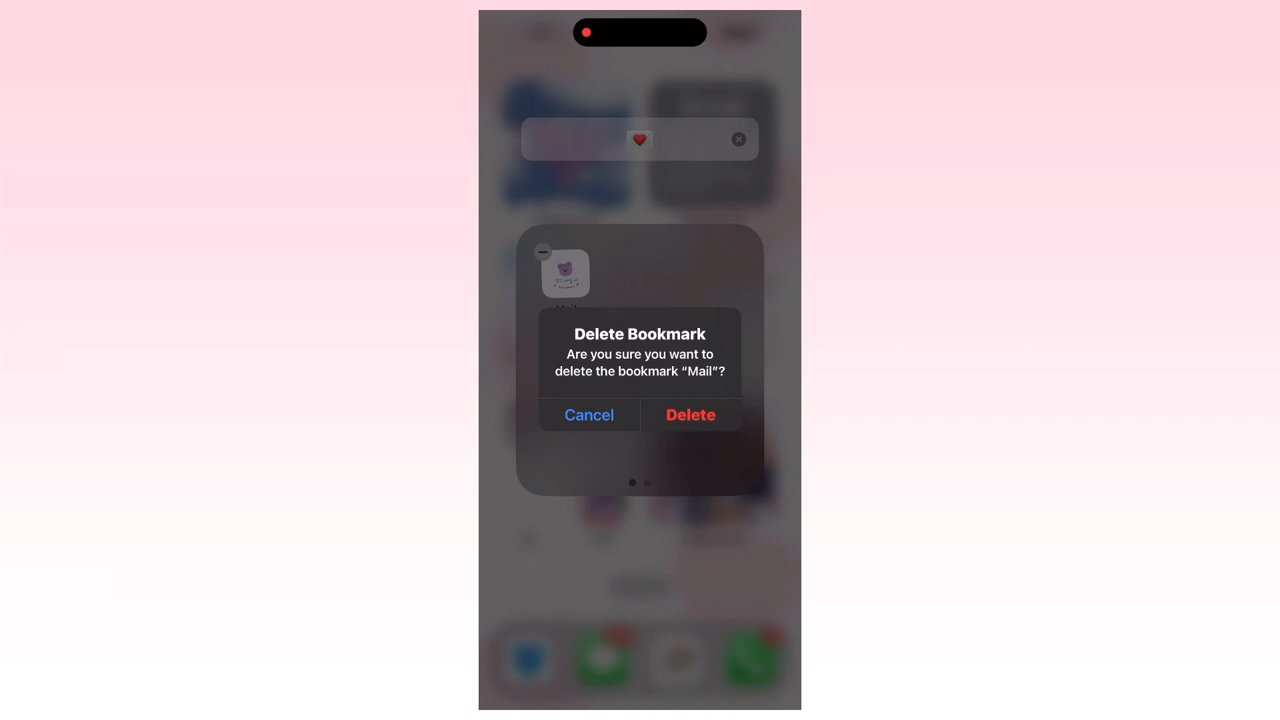 Delete Bookmark
Are you sure you want to
delete the bookmark “Mail”?
Cancel
Delete